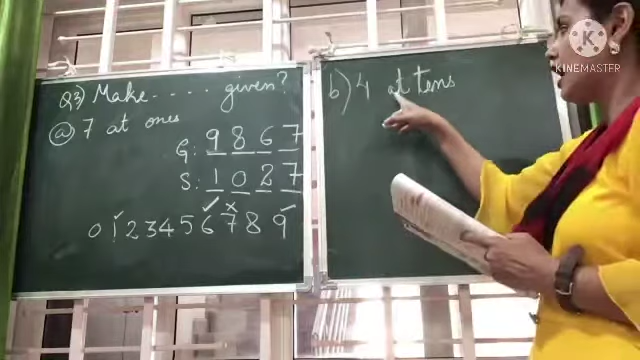 Q3) Make ..... given?
a) 7 at ones
G: 9 8 6 7
S: 1 0 2 7
0 1 2 3 4 5 6 7 8 9
b) 4 at tens
K
KINEMASTER